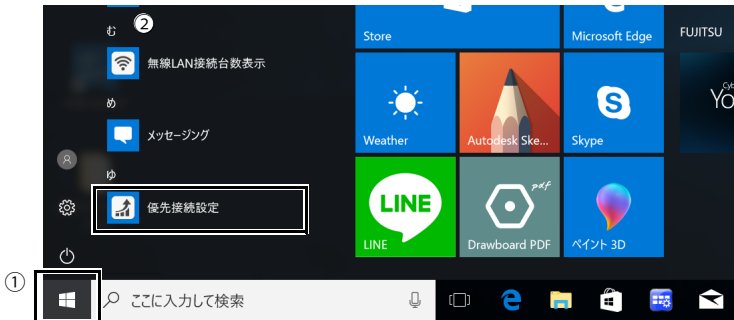 む
②
Store
Microsoft Edge
FUJITSU
無線LAN接続台数表示
め
メッセージング
Weather
Autodesk Ske...
Skype
ゆ
優先接続設定
LINE
LINE
pdf
Drawboard PDF
ペイント 3D
①
ここに入力して検索